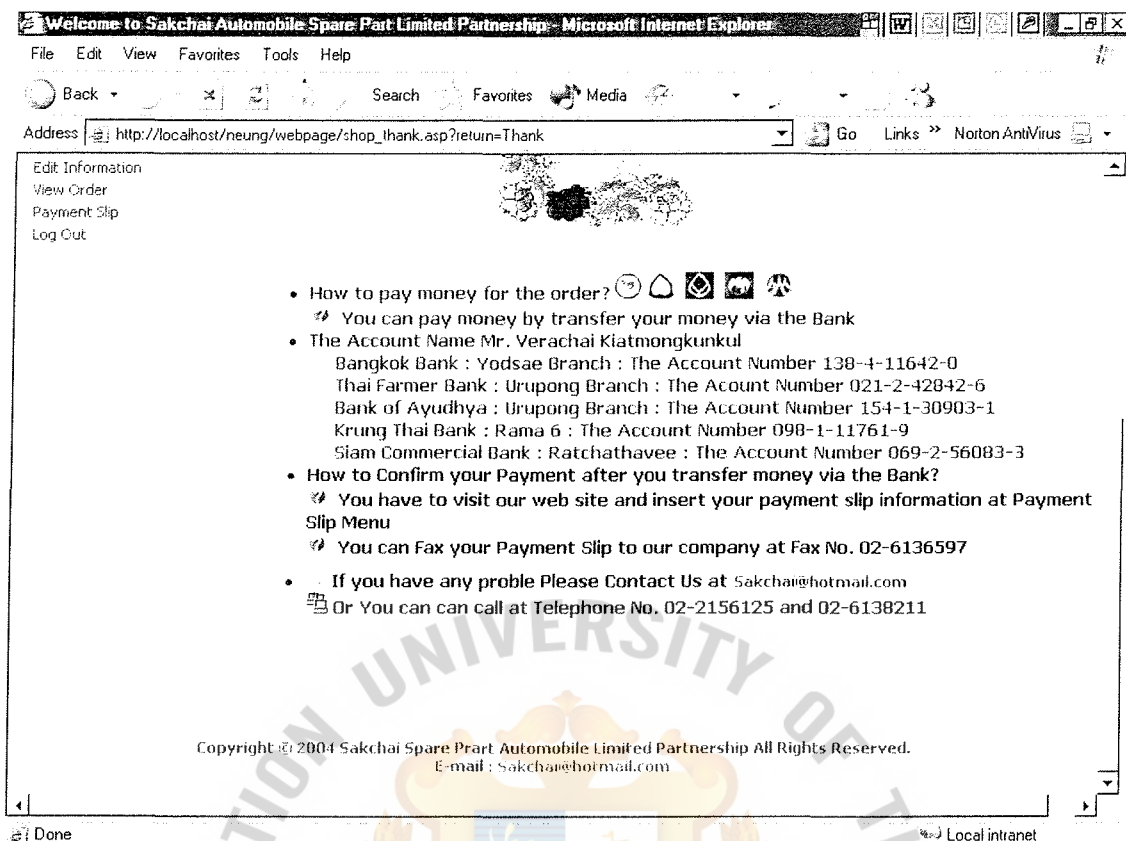 Welcome to Sakchai Automobile Spare Part Limited Partnership - Microsoft Internet Explorer
File Edit View Favorites Tools Help
Back Search Favorites Media
Address http://localhost/neung/webpage/shop_thank.asp?return=Thank Go Links » Norton AntiVirus
Edit Information
View Order
Payment Slip
Log Out
• How to pay money for the order?
You can pay money by transfer your money via the Bank
• The Account Name Mr. Verachai Kiatmongkunkul
Bangkok Bank : Yodsae Branch : The Account Number 138-4-11642-0
Thai Farmer Bank : Urupong Branch : The Acount Number 021-2-42842-6
Bank of Ayudhya : Urupong Branch : The Account Number 154-1-30903-1
Krung Thai Bank : Rama 6 : The Account Number 098-1-11761-9
Siam Commercial Bank : Ratchathavee : The Account Number 069-2-56083-3
• How to Confirm your Payment after you transfer money via the Bank?
You have to visit our web site and insert your payment slip information at Payment
Slip Menu
You can Fax your Payment Slip to our company at Fax No. 02-6136597
• If you have any proble Please Contact Us at Sakchai@hotmail.com
Or You can can call at Telephone No. 02-2156125 and 02-6138211
UNIVERSITY OF
TION
T
Copyright © 2004 Sakchai Spare Prart Automobile Limited Partnership All Rights Reserved.
E-mail : Sakchai@hotmail.com
Done Local intranet